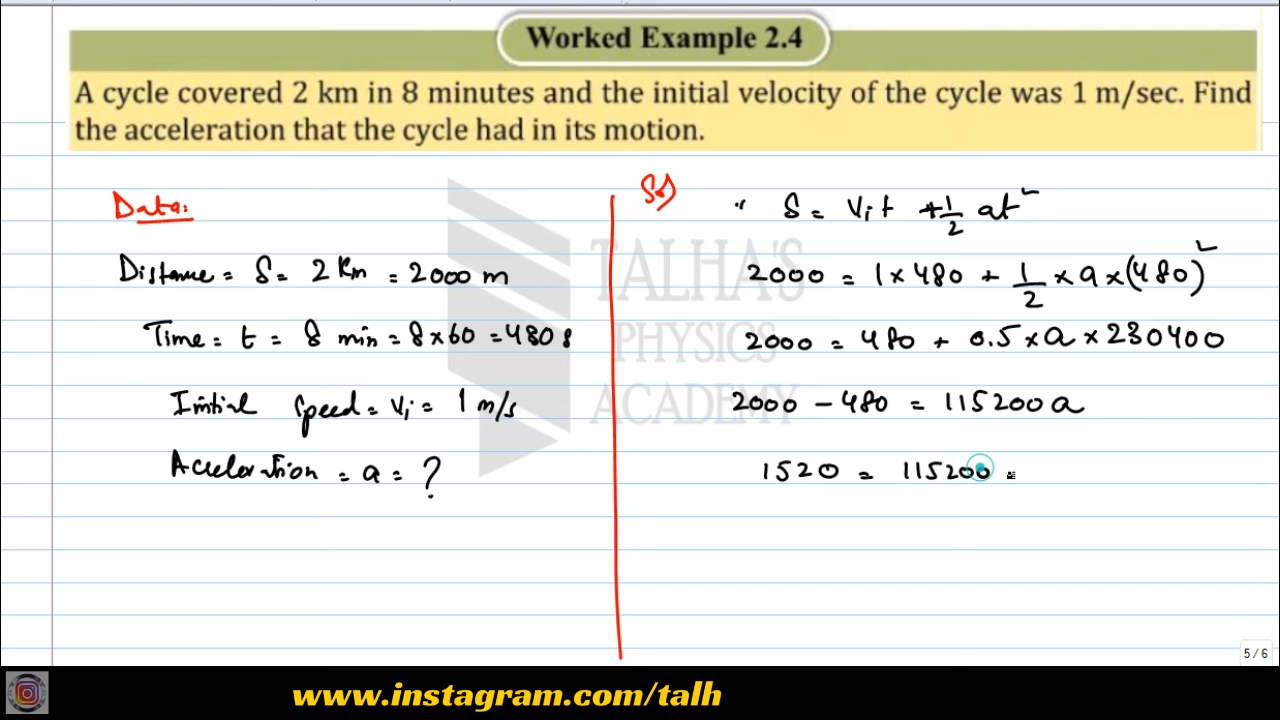 Worked Example 2.4
A cycle covered 2 km in 8 minutes and the initial velocity of the cycle was 1 m/sec. Find
the acceleration that the cycle had in its motion.
Data:
Distance = S = 2 Km = 2000 m
Time = t = 8 min = 8 x 60 = 480 s
Initial speed = Vi = 1 m/s
Acceleration = a = ?
Sol
∵ S = Vi t + 1/2 at²
2000 = 1 x 480 + 1/2 x a x (480)²
2000 = 480 + 0.5 x a x 230400
2000 - 480 = 115200 a
1520 = 115200
TALHA'S
PHYSICS
ACADEMY
5 / 6
www.instagram.com/talh